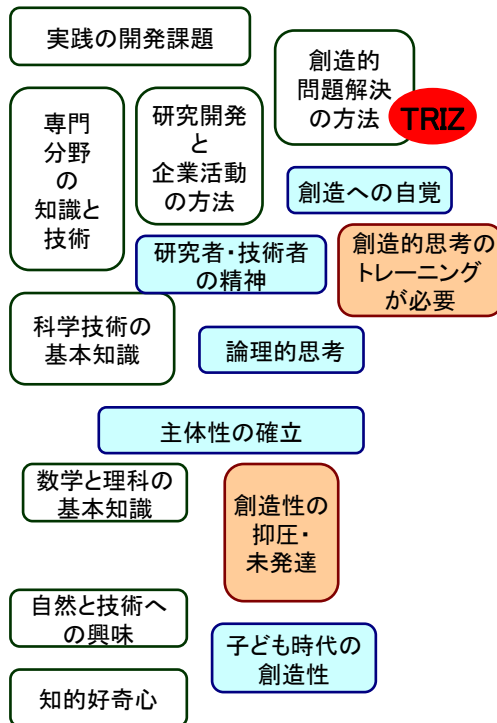 実践の開発課題
創造的
問題解決
の方法
TRIZ
専門
分野
の
知識と
技術
研究開発
と
企業活動
の方法
創造への自覚
研究者・技術者
の精神
創造的思考の
トレーニング
が必要
科学技術の
基本知識
論理的思考
主体性の確立
数学と理科の
基本知識
創造性の
抑圧・
未発達
自然と技術へ
の興味
子ども時代の
創造性
知的好奇心